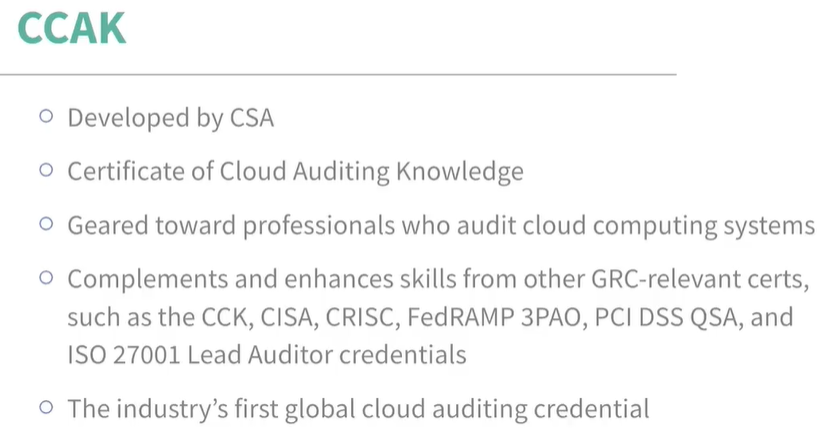 CCAK
Developed by CSA
Certificate of Cloud Auditing Knowledge
Geared toward professionals who audit cloud computing systems
Complements and enhances skills from other GRC-relevant certs,
such as the CCK, CISA, CRISC, FedRAMP 3PAO, PCI DSS QSA, and
ISO 27001 Lead Auditor credentials
The industry’s first global cloud auditing credential